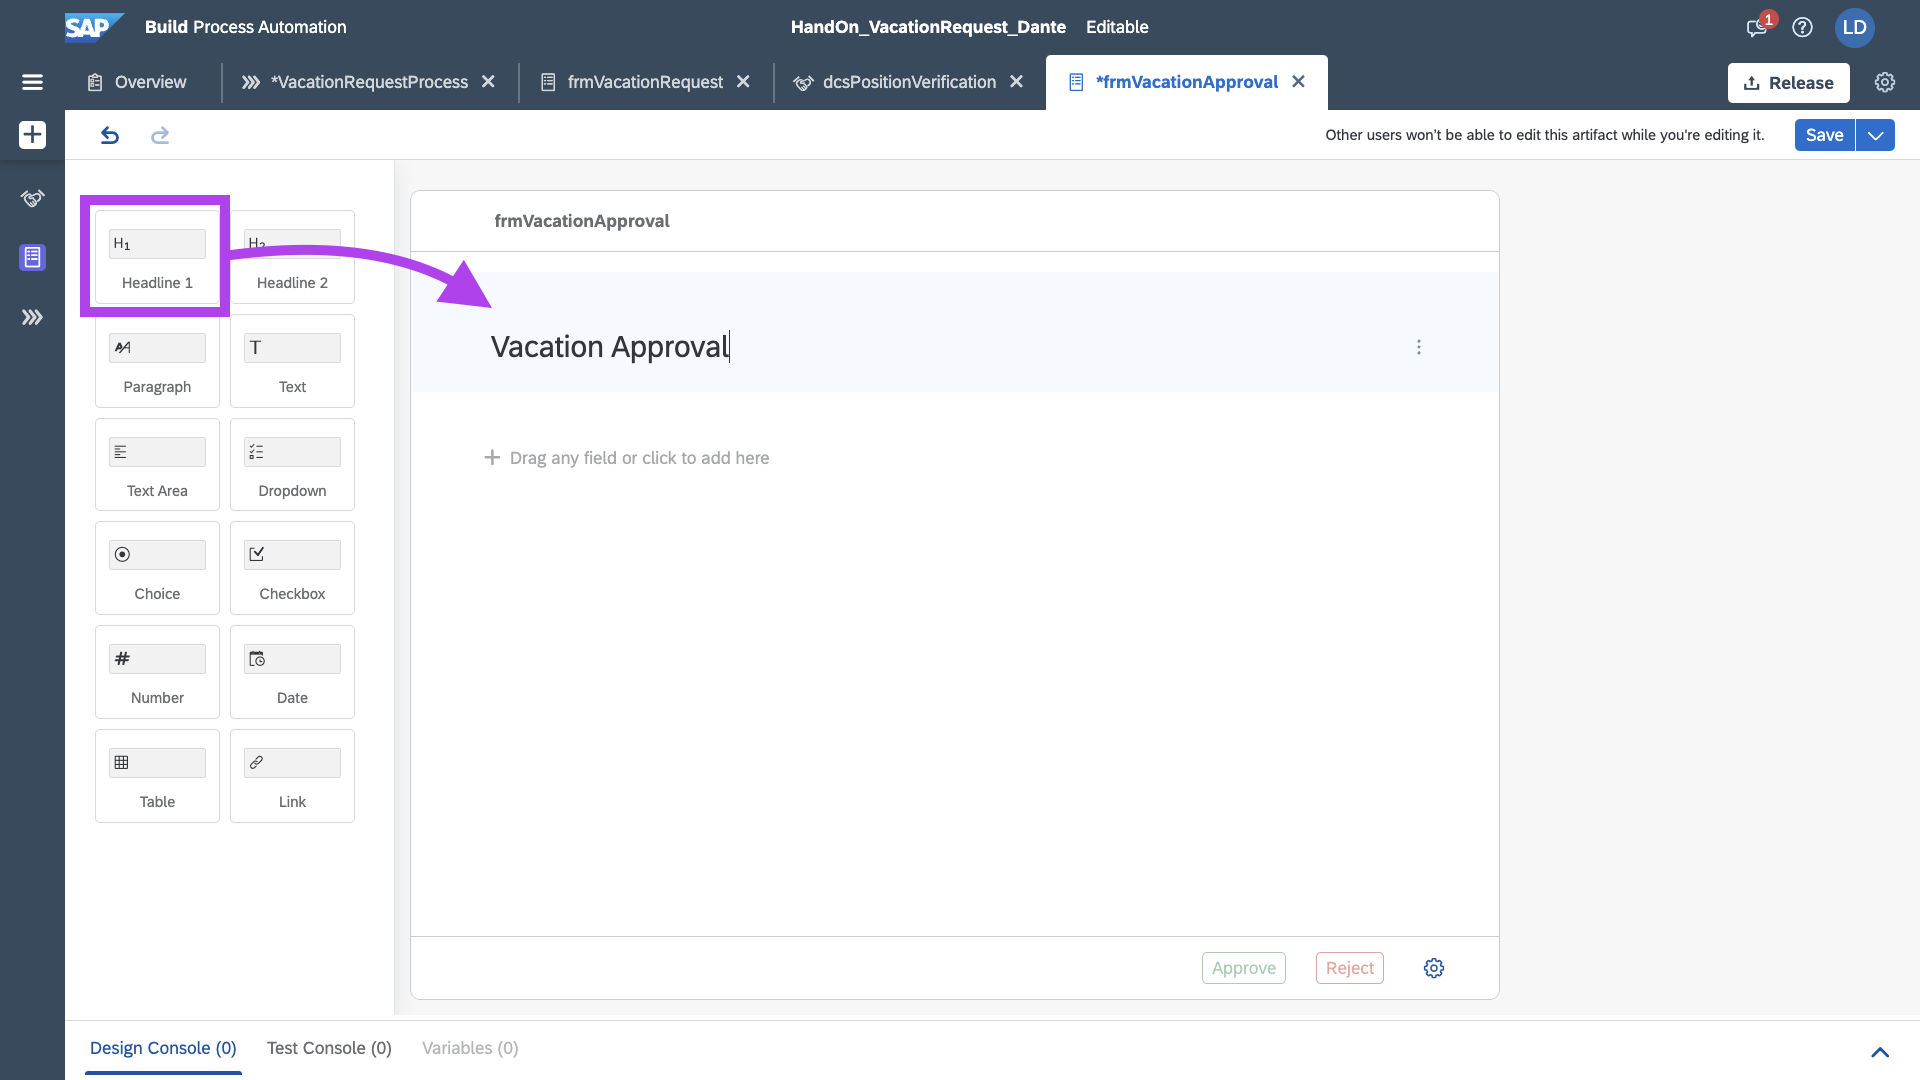 SAP Build Process Automation HandOn_VacationRequest_Dante Editable 1 LD
Overview *VacationRequestProcess frmVacationRequest dcsPositionVerification *frmVacationApproval Release
Other users won't be able to edit this artifact while you're editing it. Save
frmVacationApproval
H1 H2
Headline 1 Headline 2
Vacation Approval
T
Paragraph Text
Drag any field or click to add here
Text Area Dropdown
Choice Checkbox
#
Number Date
Table Link
Approve Reject
Design Console (0) Test Console (0) Variables (0)